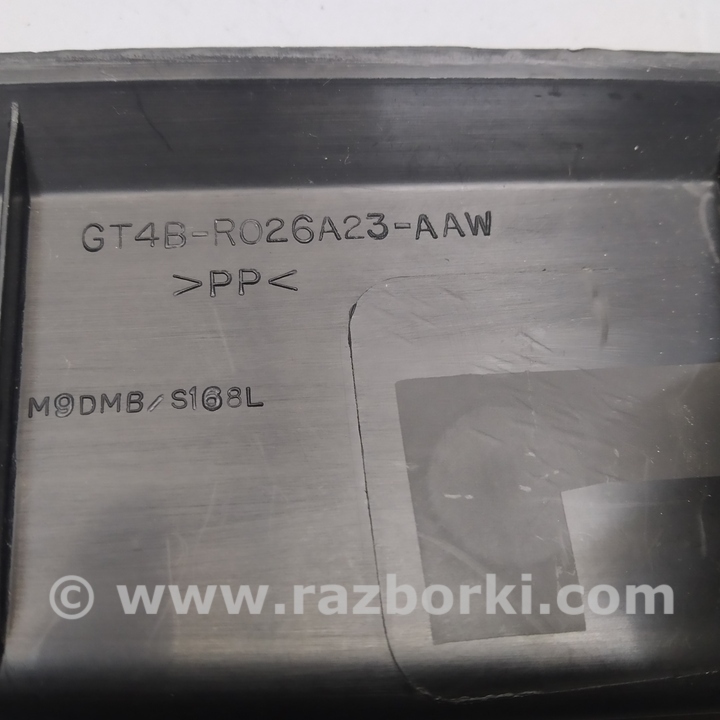 GT4B-R026A23-AAW
>PP<
M9DMB/S168L
© www.razborki.com